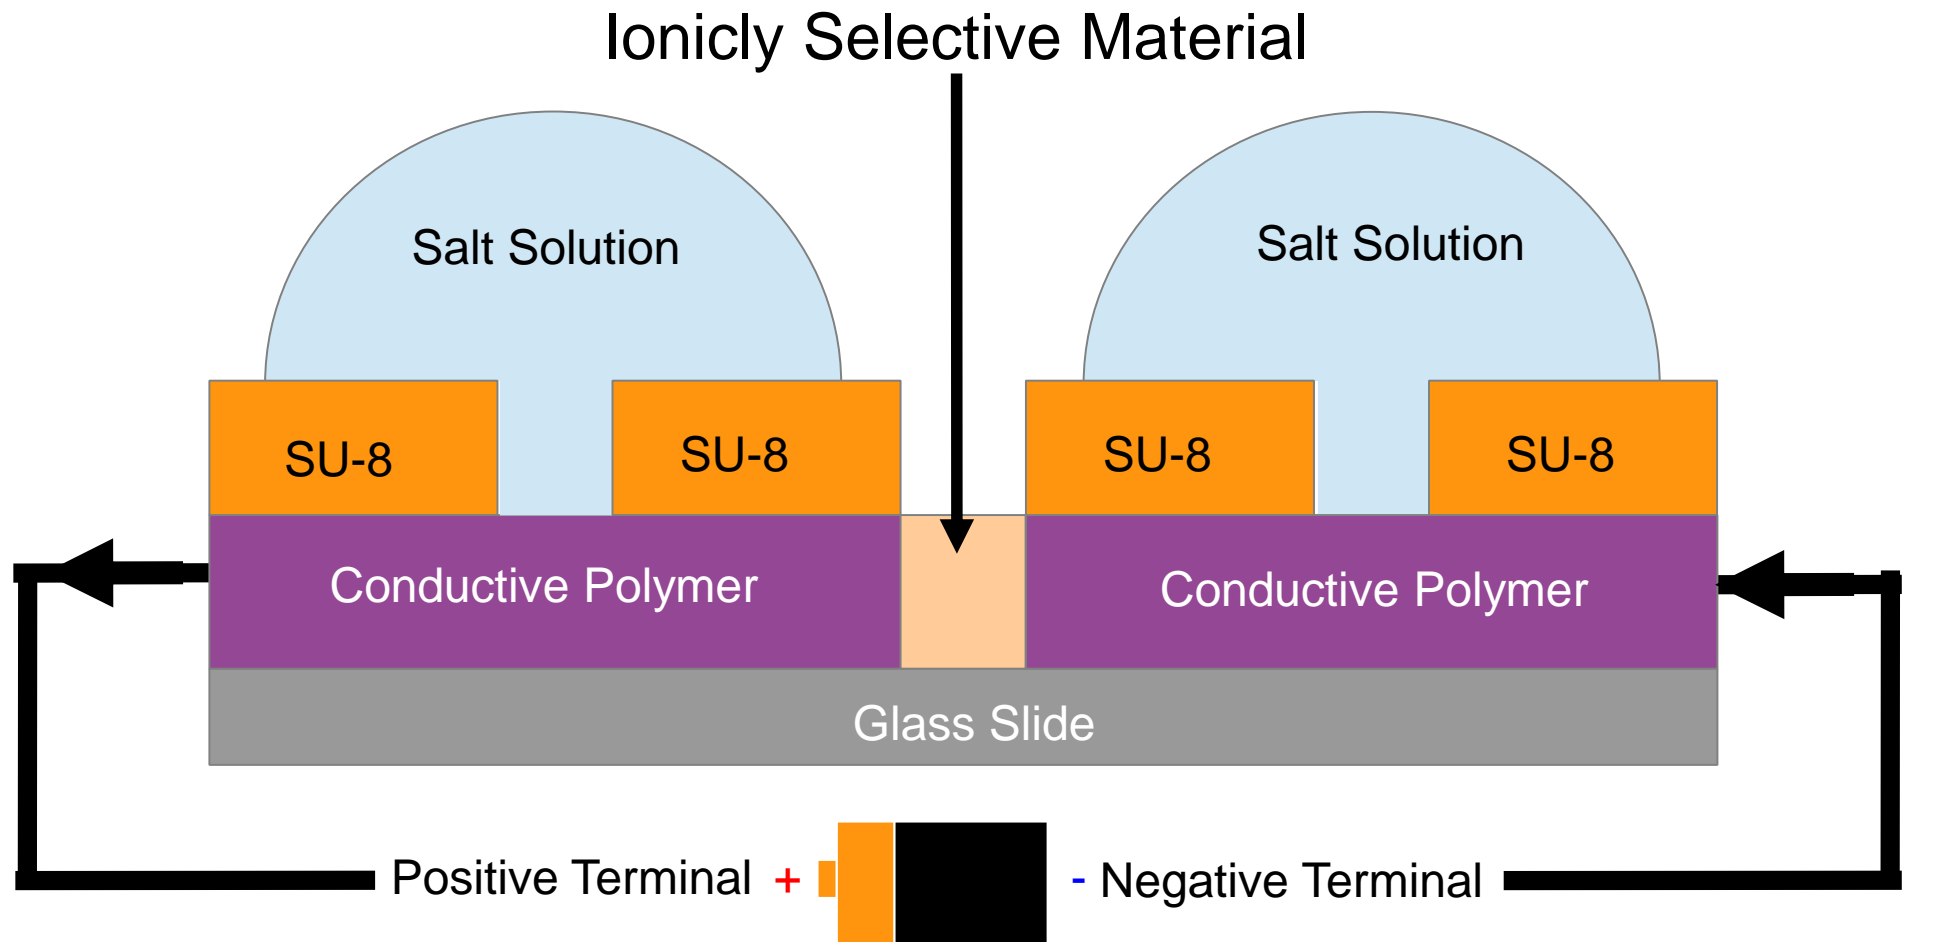 Ionicly Selective Material
Salt Solution
Salt Solution
SU-8
SU-8
SU-8
SU-8
Conductive Polymer
Conductive Polymer
Glass Slide
Positive Terminal +
- Negative Terminal